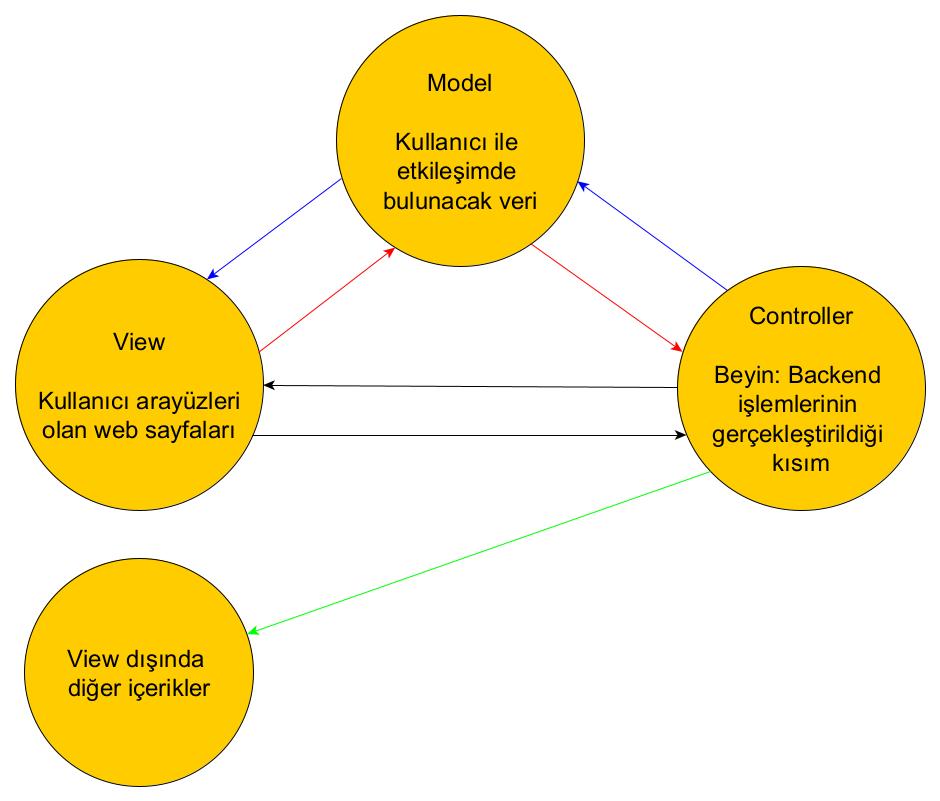 Model
Kullanıcı ile
etkileşimde
bulunacak veri
View
Kullanıcı arayüzleri
olan web sayfaları
Controller
Beyin: Backend
işlemlerinin
gerçekleştirildiği
kısım
View dışında
diğer içerikler